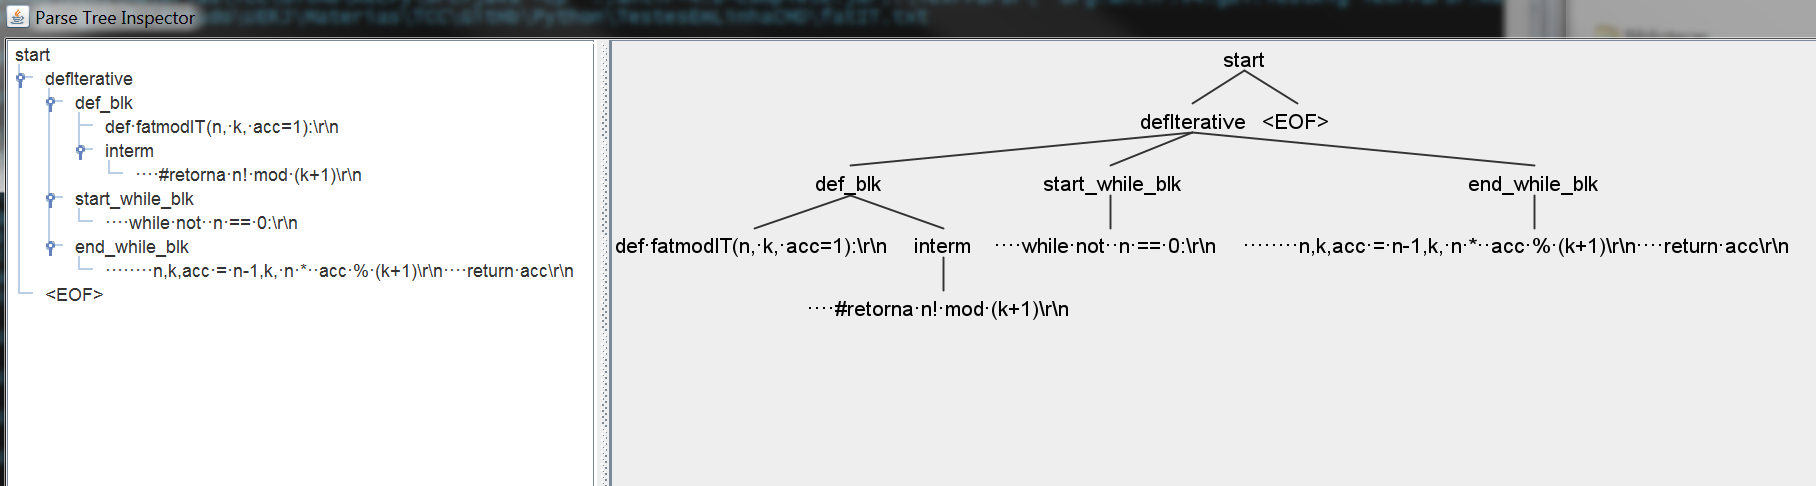 Parse Tree Inspector
start
defIterative
def_blk
def·fatmodIT(n,·k,·acc=1):\r\n
interm
····#retorna·n!·mod·(k+1)\r\n
start_while_blk
····while·not··n·==·0:\r\n
end_while_blk
········n,k,acc·=·n-1,k,·n·*··acc·%·(k+1)\r\n····return·acc\r\n
<EOF>
start
defIterative <EOF>
def_blk start_while_blk end_while_blk
def·fatmodIT(n,·k,·acc=1):\r\n interm ····while·not··n·==·0:\r\n ········n,k,acc·=·n-1,k,·n·*··acc·%·(k+1)\r\n····return·acc\r\n
····#retorna·n!·mod·(k+1)\r\n